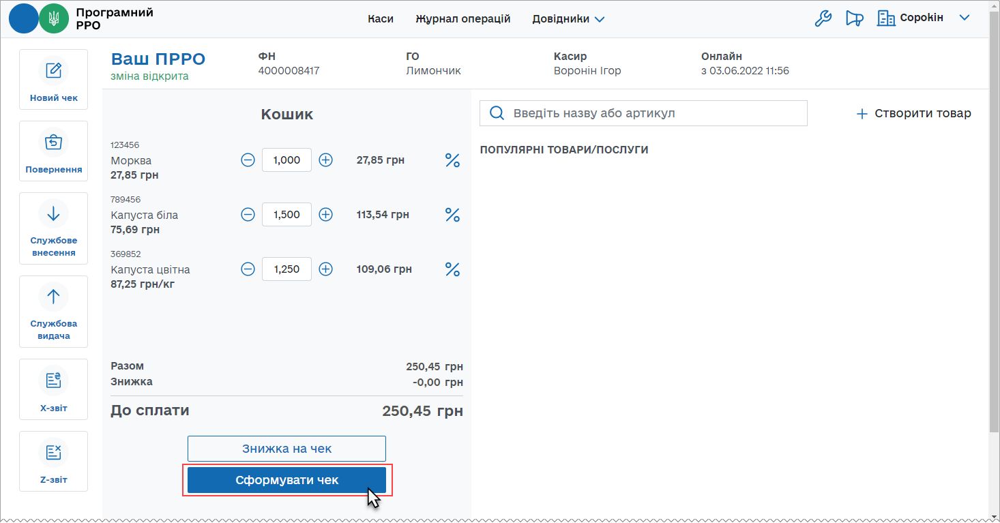 Програмний
РРО
Каси
Журнал операцій
Довідники
Сорокін
Новий чек
Повернення
Службове
внесення
Службова
видача
X-звіт
Z-звіт
Ваш ПРРО
зміна відкрита
ФН
4000008417
ГО
Лимончик
Касир
Воронін Ігор
Онлайн
з 03.06.2022 11:56
Кошик
123456
Морква
27,85 грн
1,000
27,85 грн
789456
Капуста біла
75,69 грн
1,500
113,54 грн
369852
Капуста цвітна
87,25 грн/кг
1,250
109,06 грн
Разом 250,45 грн
Знижка -0,00 грн
До сплати 250,45 грн
Знижка на чек
Сформувати чек
Введіть назву або артикул
Створити товар
ПОПУЛЯРНІ ТОВАРИ/ПОСЛУГИ